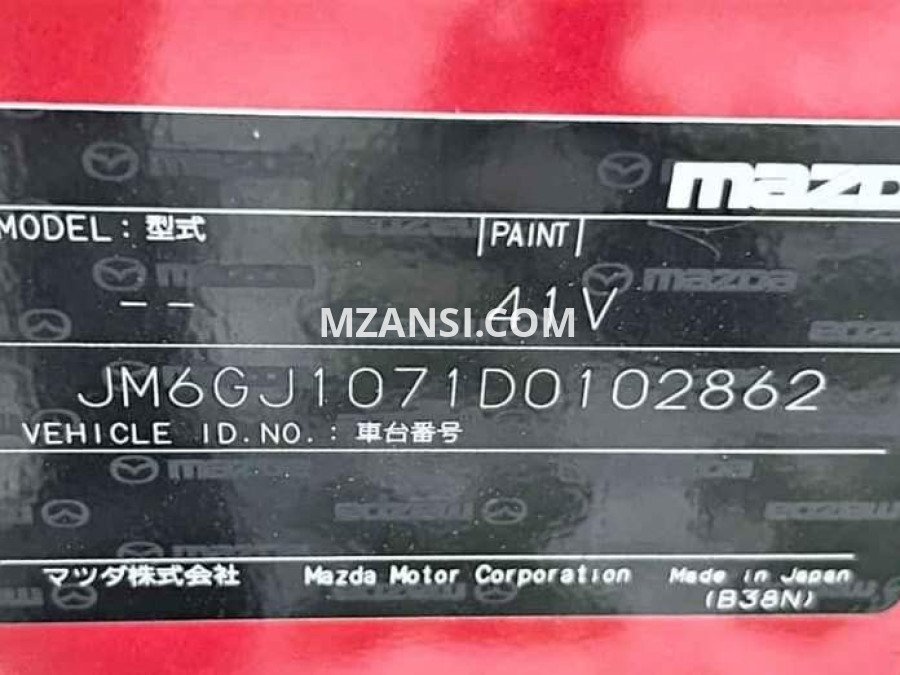 mazda
MODEL : 型式 PAINT
-- 41V
MZANSI.COM
JM6GJ1071D0102862
VEHICLE ID.NO. : 車台番号
マツダ株式会社 Mazda Motor Corporation Made in Japan
(B38N)